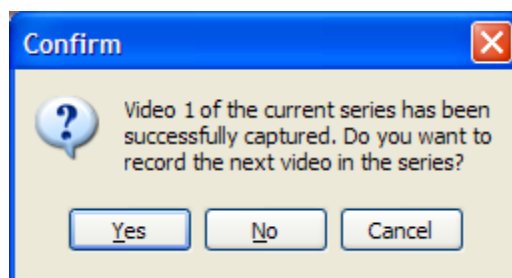 Confirm
Video 1 of the current series has been
successfully captured. Do you want to
record the next video in the series?
Yes No Cancel